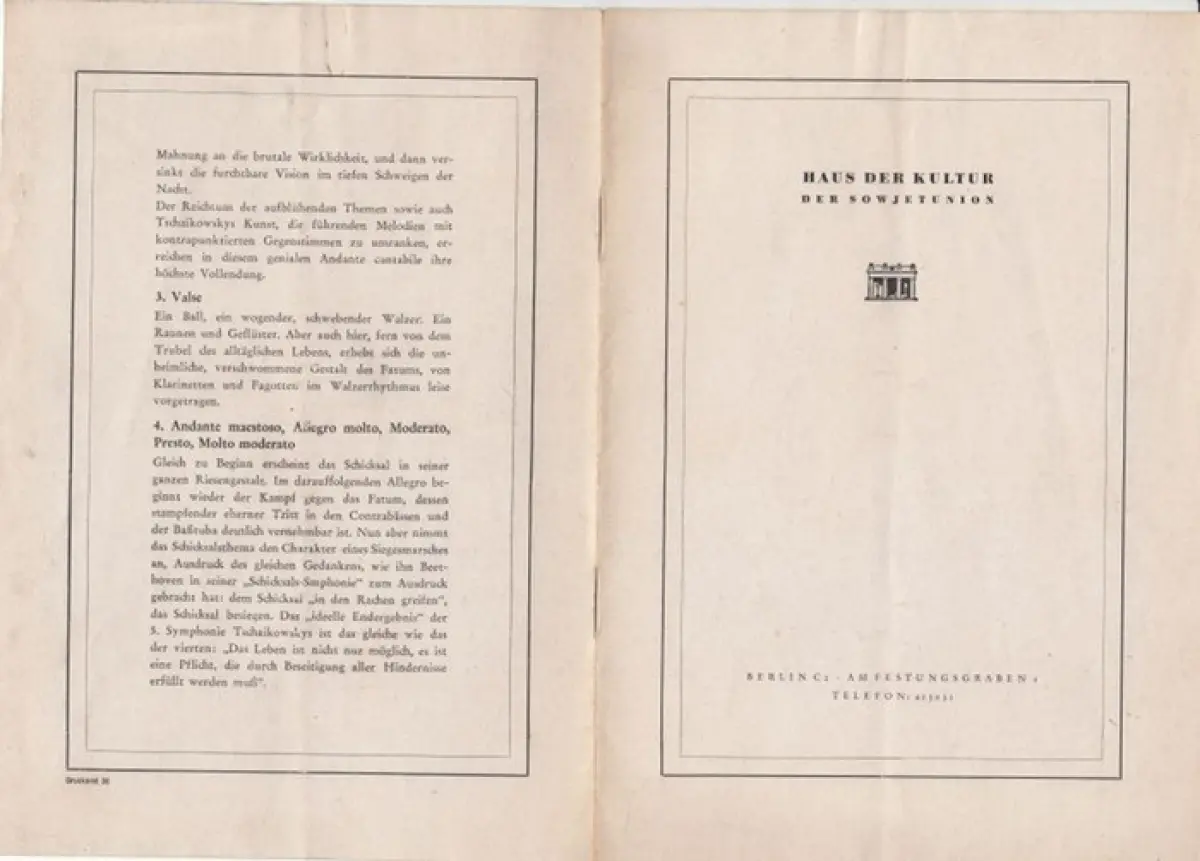 Mahnung an die brutale Wirklichkeit, und dann ver-
sinkt die furchtbare Vision im tiefen Schweigen der
Nacht.
Der Reichtum der aufblühenden Themen sowie auch
Tschaikowskys Kunst, die führenden Melodien mit
kontrapunktierten Gegenstimmen zu umranken, er-
reichen in diesem genialen Andante cantabile ihre
höchste Vollendung.
3. Valse
Ein Ball, ein wogender, schwebender Walzer. Ein
Raunen und Geflüster. Aber auch hier, fern von dem
Trubel des alltäglichen Lebens, erhebt sich die un-
heimliche, verschwommene Gestalt des Fatums, von
Klarinetten und Fagotten im Walzerrhythmus leise
vorgetragen.
4. Andante maestoso, Allegro molto, Moderato,
Presto, Molto moderato
Gleich zu Beginn erscheint das Schicksal in seiner
ganzen Riesengestalt. Im darauffolgenden Allegro be-
ginnt wieder der Kampf gegen das Fatum, dessen
stampfender eherner Tritt in den Contrabässen und
der Baßtuba deutlich vernehmbar ist. Nun aber nimmt
das Schicksalsthema den Charakter eines Siegesmarsches
an, Ausdruck des gleichen Gedankens, wie ihn Beet-
hoven in seiner „Schicksals-Smphonie“ zum Ausdruck
gebracht hat: dem Schicksal „in den Rachen greifen“,
das Schicksal besiegen. Das „ideelle Endergebnis“ der
5. Symphonie Tschaikowskys ist das gleiche wie das
der vierten: „Das Leben ist nicht nur möglich, es ist
eine Pflicht, die durch Beseitigung aller Hindernisse
erfüllt werden muß“.
HAUS DER KULTUR
DER SOWJETUNION
BERLIN C2 · AM FESTUNGSGRABEN
TELEFON: